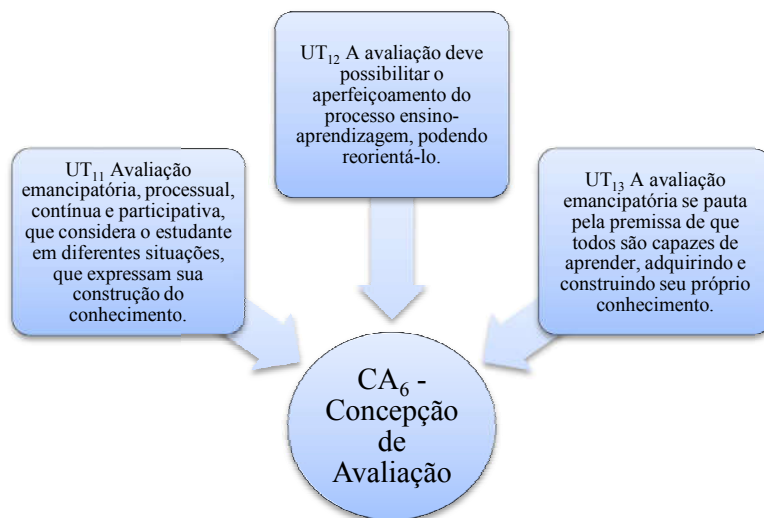 UT₁₂ A avaliação deve
possibilitar o
aperfeiçoamento do
processo ensino-
aprendizagem, podendo
reorientá-lo.
UT₁₁ Avaliação
emancipatória, processual,
contínua e participativa,
que considera o estudante
em diferentes situações,
que expressam sua
construção do
conhecimento.
UT₁₃ A avaliação
emancipatória se pauta
pela premissa de que
todos são capazes de
aprender, adquirindo e
construindo seu próprio
conhecimento.
CA₆ -
Concepção
de
Avaliação